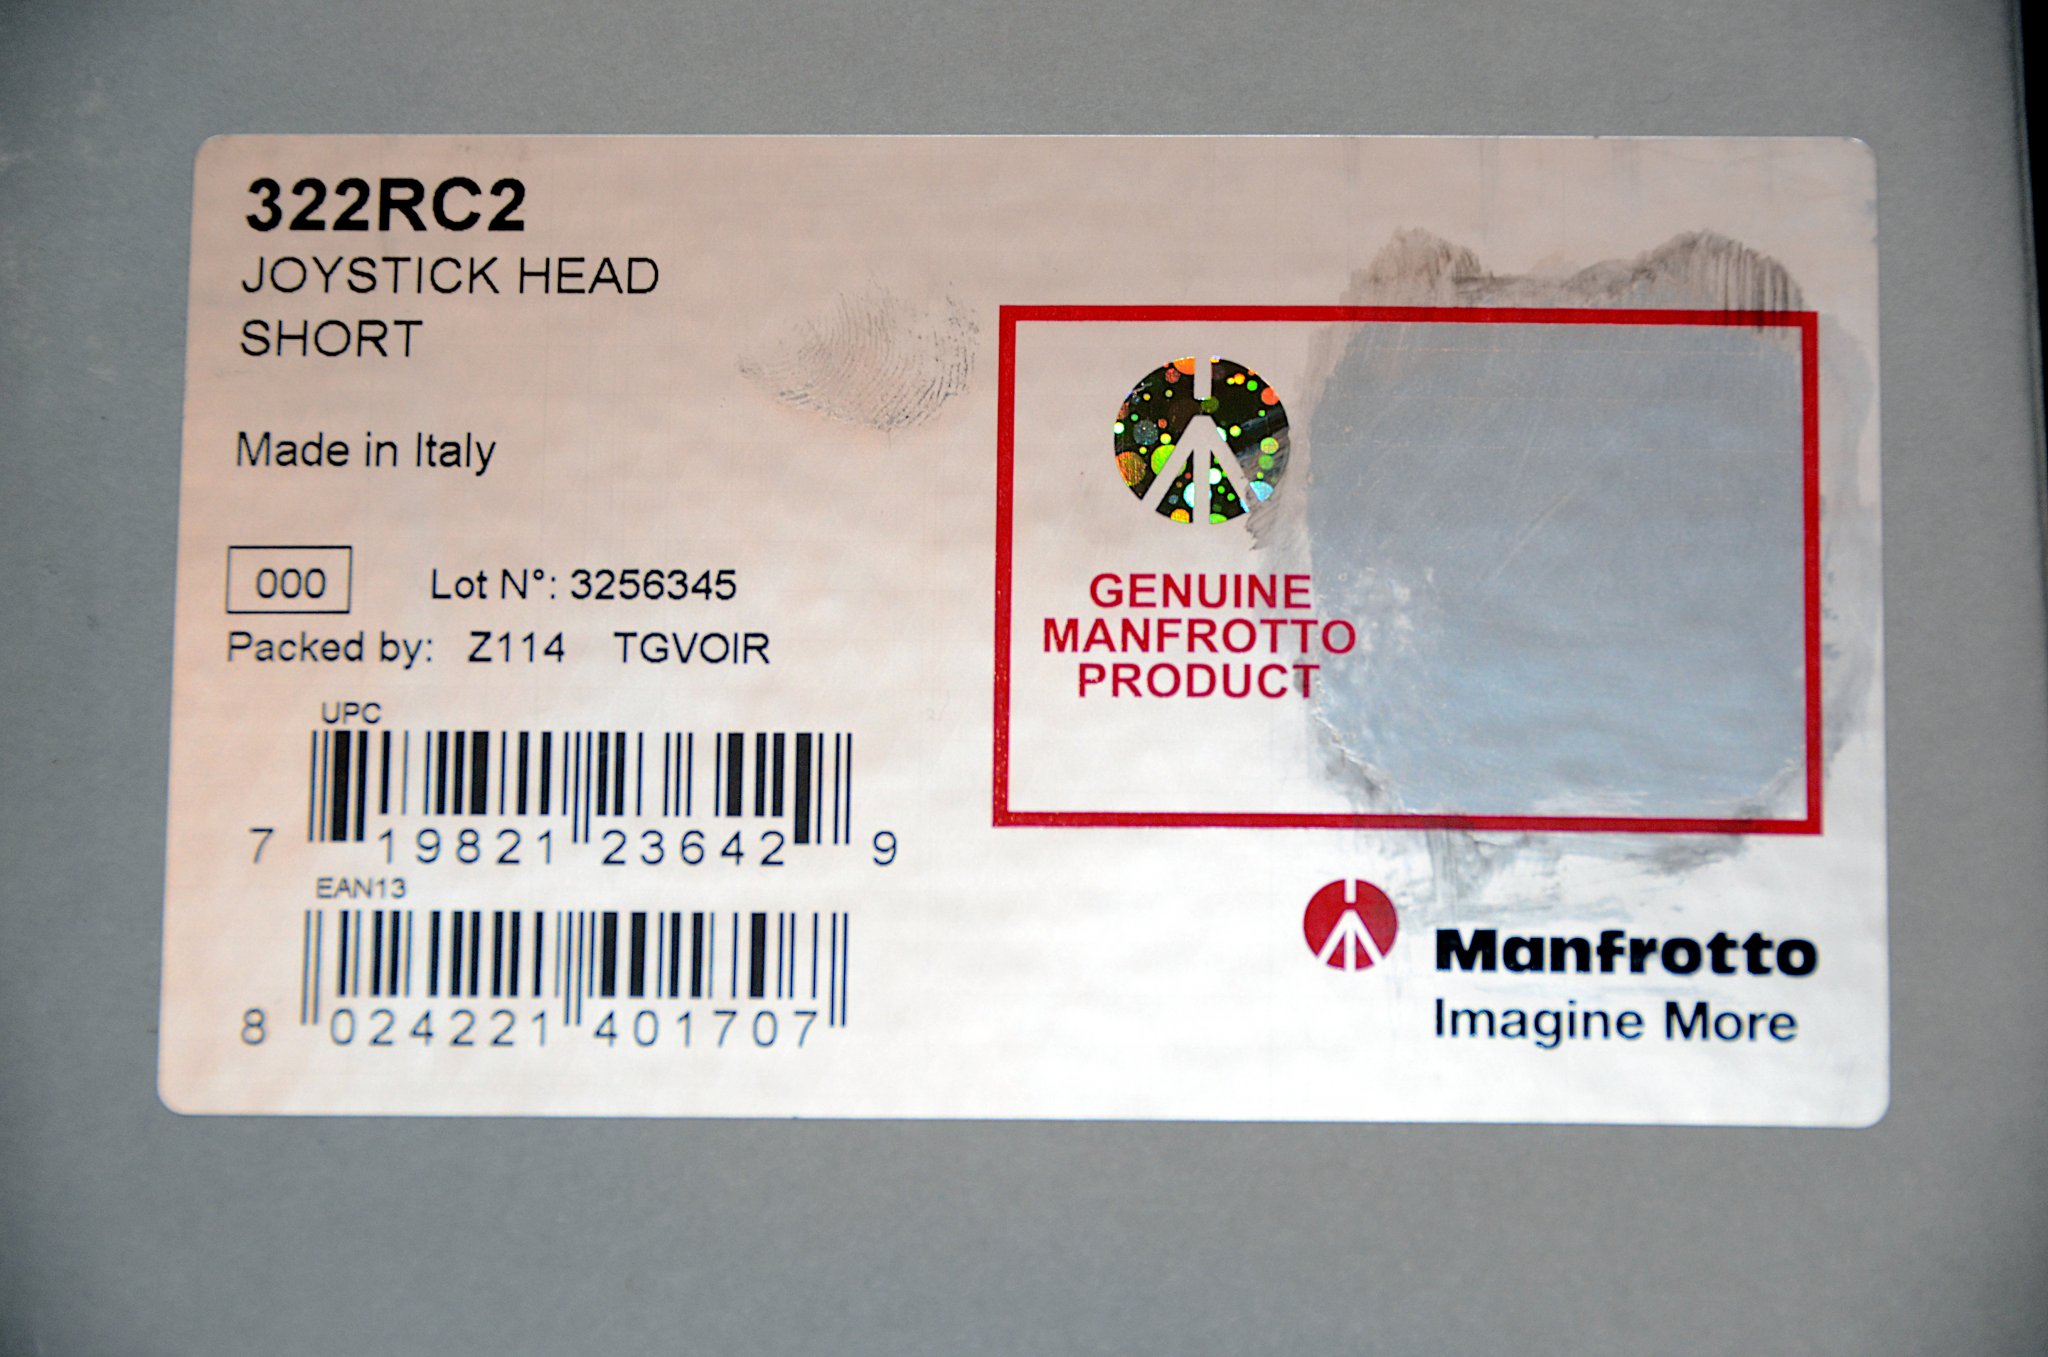 322RC2
JOYSTICK HEAD
SHORT
Made in Italy
000 Lot N°: 3256345
Packed by: Z114 TGVOIR
UPC
7 19821 23642 9
EAN13
8 024221 401707
GENUINE
MANFROTTO
PRODUCT
Manfrotto
Imagine More